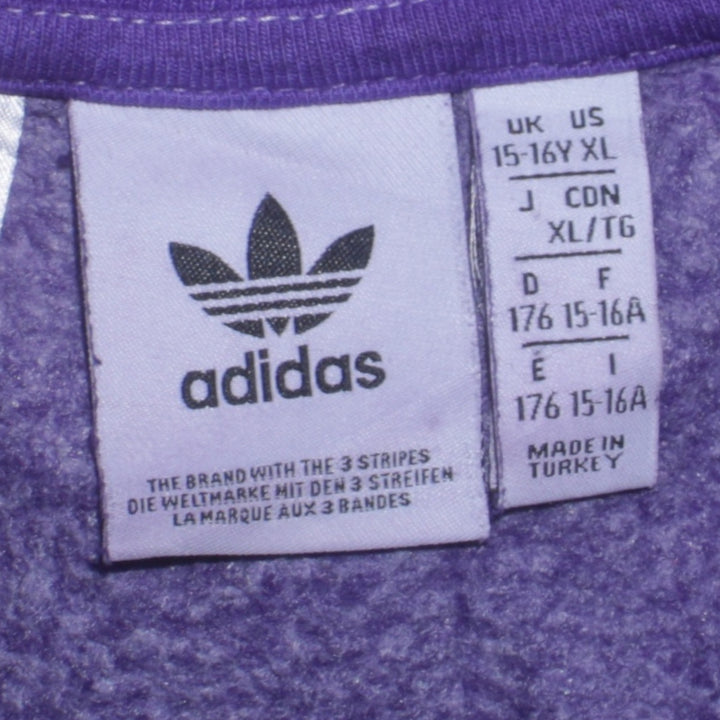 adidas
THE BRAND WITH THE 3 STRIPES
DIE WELTMARKE MIT DEN 3 STREIFEN
LA MARQUE AUX 3 BANDES
UK US
15-16Y XL
J CDN
XL/TG
D F
176 15-16A
É I
176 15-16A
MADE IN
TURKEY